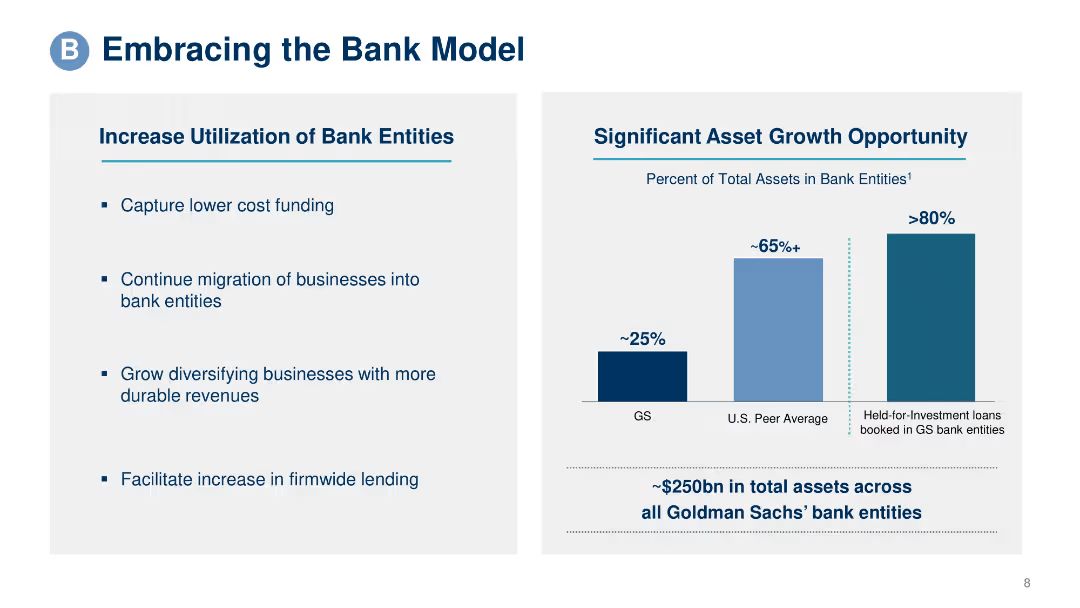 B Embracing the Bank Model
Increase Utilization of Bank Entities
▪ Capture lower cost funding
▪ Continue migration of businesses into
bank entities
▪ Grow diversifying businesses with more
durable revenues
▪ Facilitate increase in firmwide lending
Significant Asset Growth Opportunity
Percent of Total Assets in Bank Entities¹
~25%
~65%+
>80%
GS
U.S. Peer Average
Held-for-Investment loans
booked in GS bank entities
~$250bn in total assets across
all Goldman Sachs’ bank entities
8